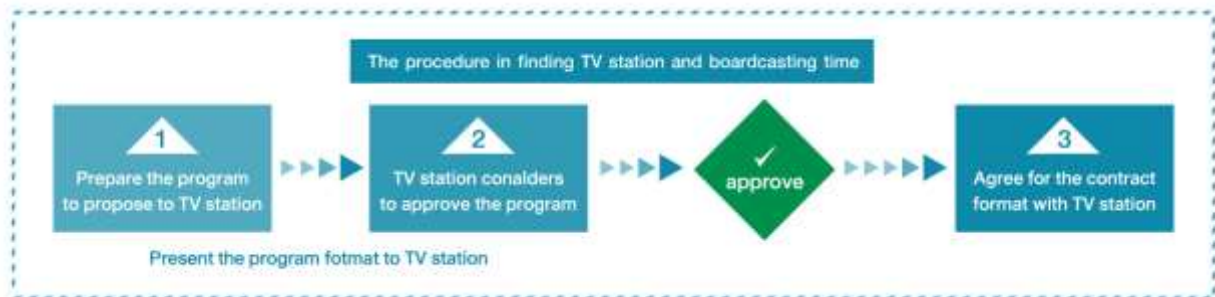 The procedure in finding TV station and boardcasting time
1
Prepare the program
to propose to TV station
2
TV station conalders
to approve the program
✓
approve
3
Agree for the contract
format with TV station
Present the program fotmat to TV station